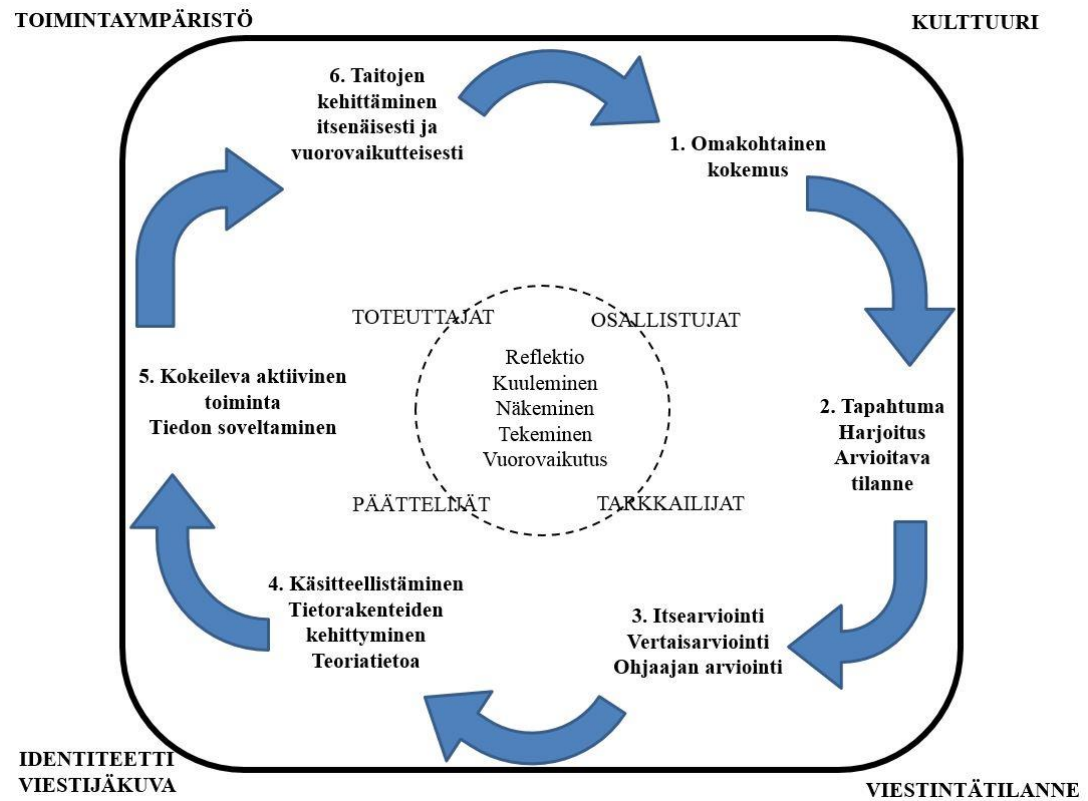 TOIMINTAYMPÄRISTÖ
KULTTUURI
6. Taitojen
kehittäminen
itsenäisesti ja
vuorovaikutteisesti
1. Omakohtainen
kokemus
2. Tapahtuma
Harjoitus
Arvioitava
tilanne
3. Itsearviointi
Vertaisarviointi
Ohjaajan arviointi
4. Käsitteellistäminen
Tietorakenteiden
kehittyminen
Teoriatietoa
5. Kokeileva aktiivinen
toiminta
Tiedon soveltaminen
TOTEUTTAJAT
OSALLISTUJAT
Reflektio
Kuuleminen
Näkeminen
Tekeminen
Vuorovaikutus
PÄÄTTELIJÄT
TARKKAILIJAT
IDENTITEETTI
VIESTIJÄKUVA
VIESTINTÄTILANNE